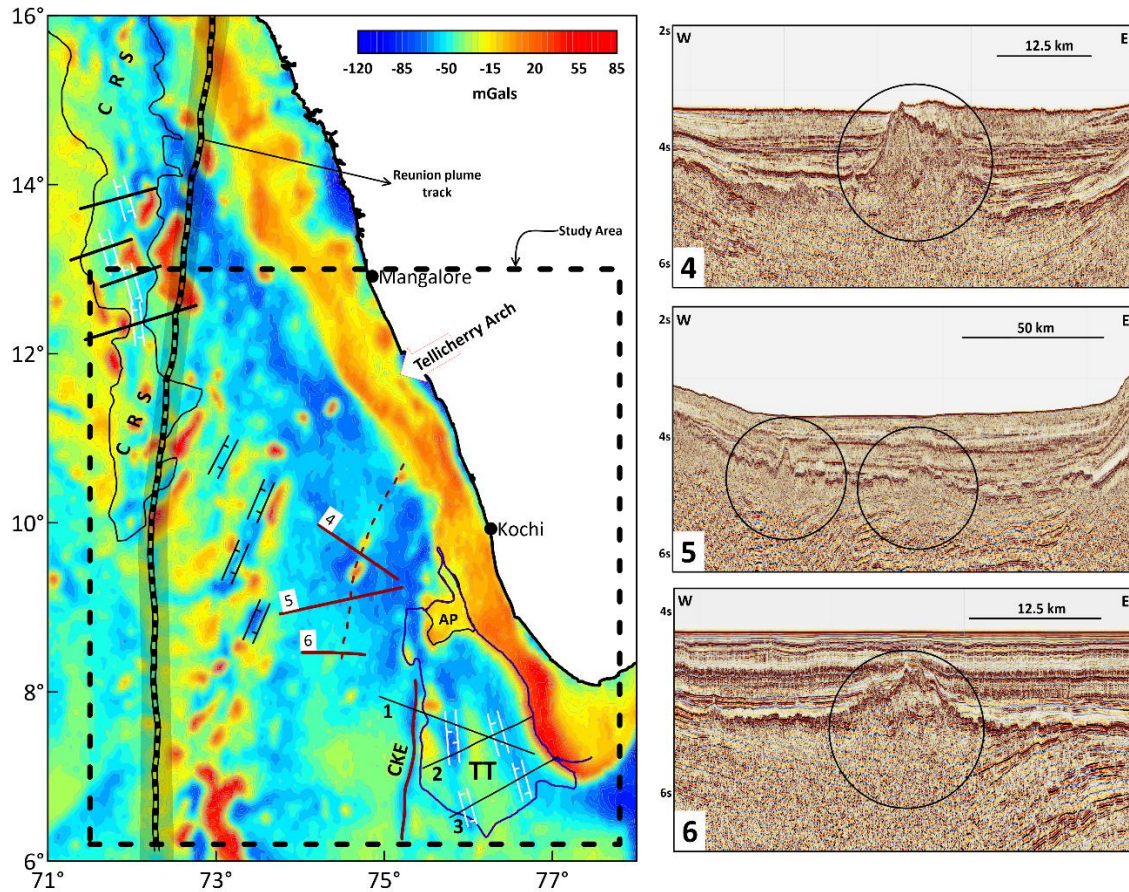 16°
14°
12°
10°
8°
6°
71°
73°
75°
77°
-120
-85
-50
-15
20
55
85
mGals
C R S
C R S
Reunion plume
track
Study Area
Mangalore
Tellicherry Arch
Kochi
AP
4
5
6
1
2
3
CKE
TT
2s
W
E
12.5 km
4s
6s
4
2s
W
E
50 km
4s
6s
5
4s
W
E
12.5 km
6s
6